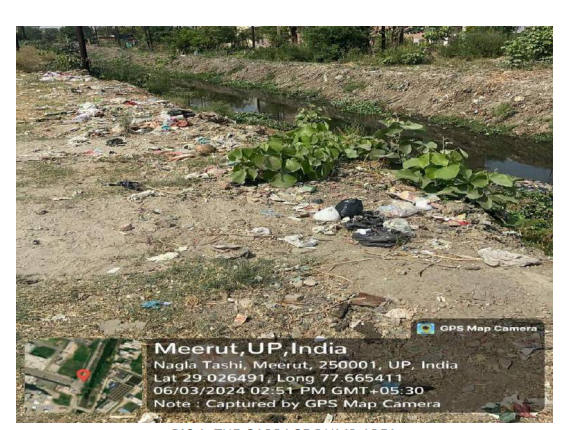 GPS Map Camera
Meerut,UP,India
Nagla Tashi, Meerut, 250001, UP, India
Lat 29.026491, Long 77.665411
06/03/2024 02:51 PM GMT+05:30
Note : Captured by GPS Map Camera